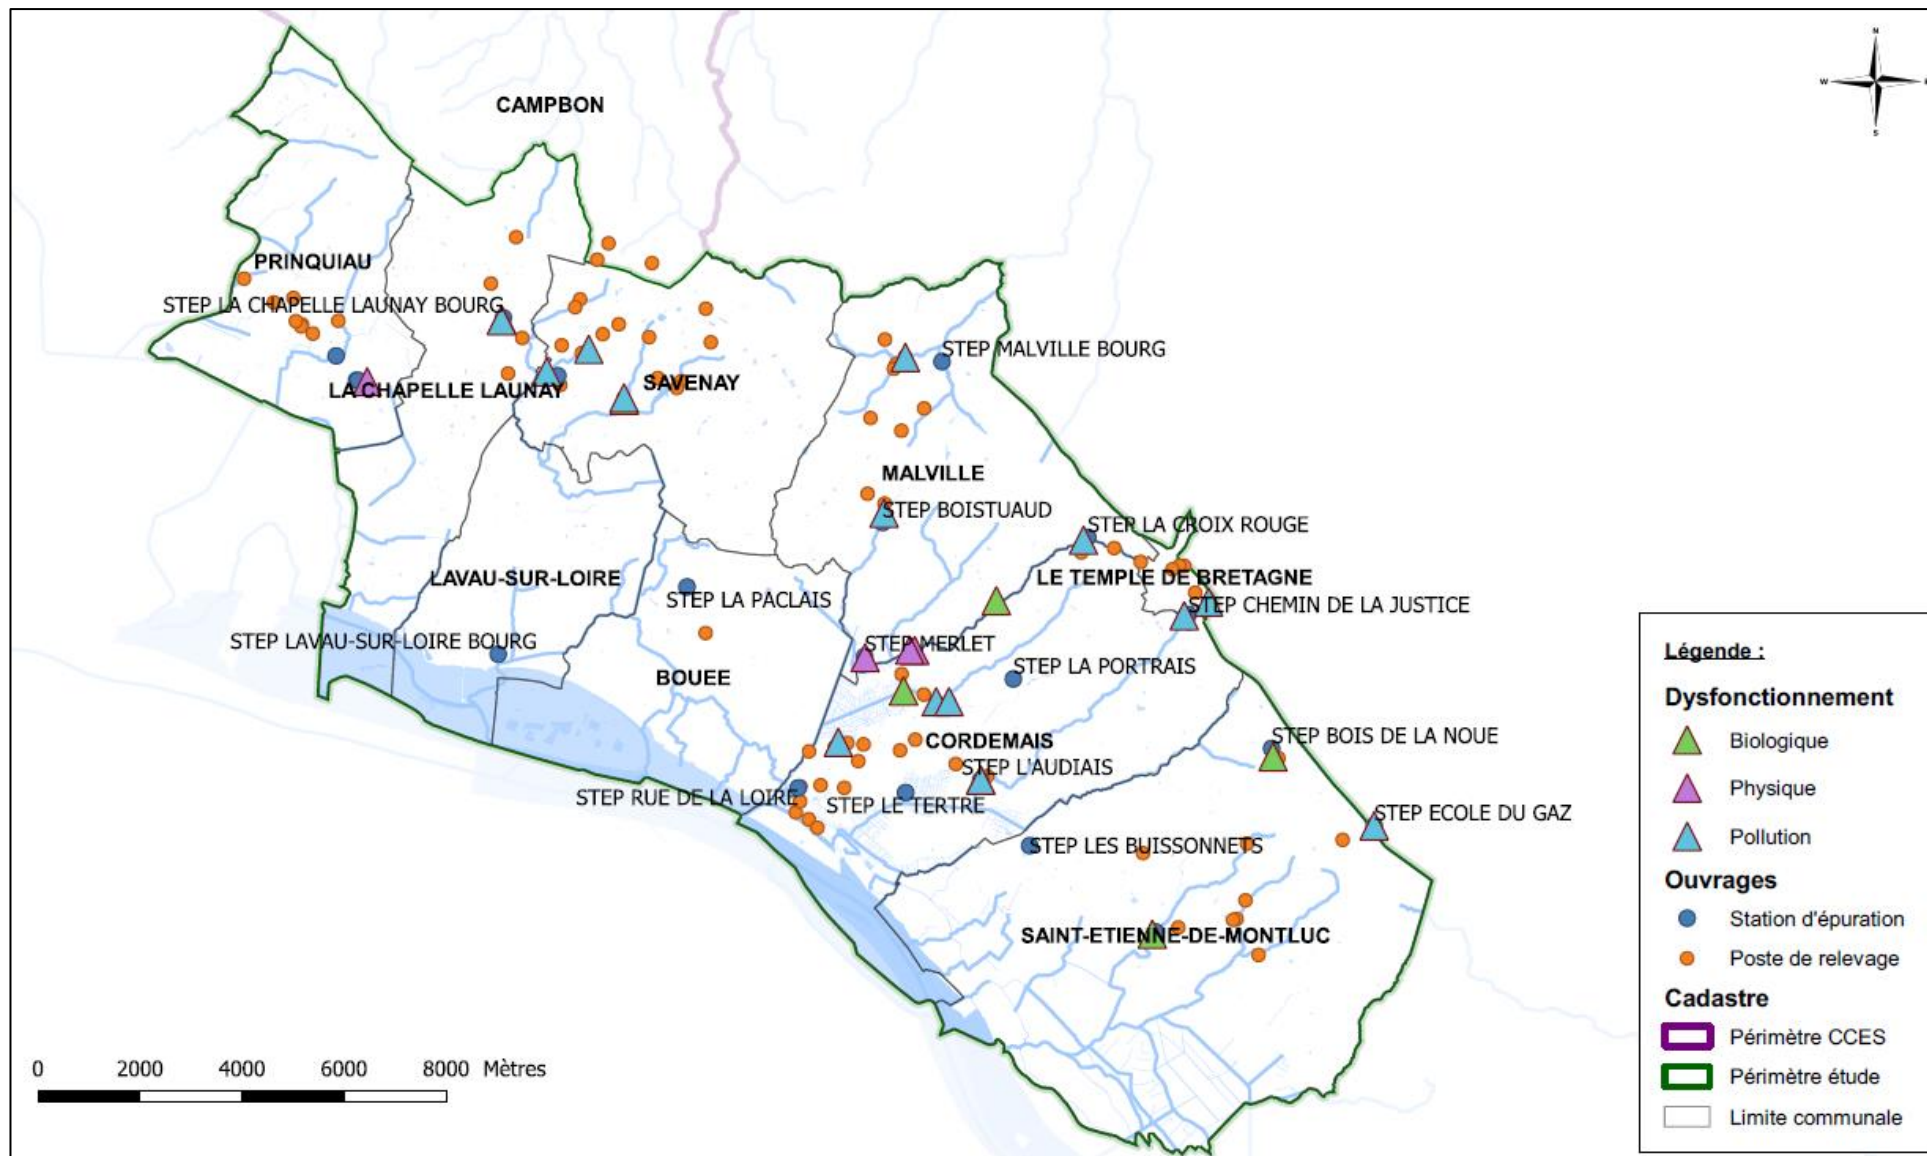 N
W
S
CAMPBON
PRINQUIAU
STEP LA CHAPELLE LAUNAY BOURG
STEP MALVILLE BOURG
LA CHAPELLE LAUNAY
SAVENAY
MALVILLE
STEP BOISTUAUD
STEP LA CROIX ROUGE
LAVAU-SUR-LOIRE
LE TEMPLE DE BRETAGNE
STEP LA PACLAIS
STEP CHEMIN DE LA JUSTICE
STEP LAVAU-SUR-LOIRE BOURG
STEP MERLET
STEP LA PORTRAIS
BOUEE
CORDEMAIS
STEP BOIS DE LA NOUE
STEP L'AUDIAIS
STEP RUE DE LA LOIRE
STEP LE TERTRE
STEP ECOLE DU GAZ
STEP LES BUISSONNETS
SAINT-ETIENNE-DE-MONTLUC
0 2000 4000 6000 8000 Mètres
Légende :
Dysfonctionnement
Biologique
Physique
Pollution
Ouvrages
Station d'épuration
Poste de relevage
Cadastre
Périmètre CCES
Périmètre étude
Limite communale